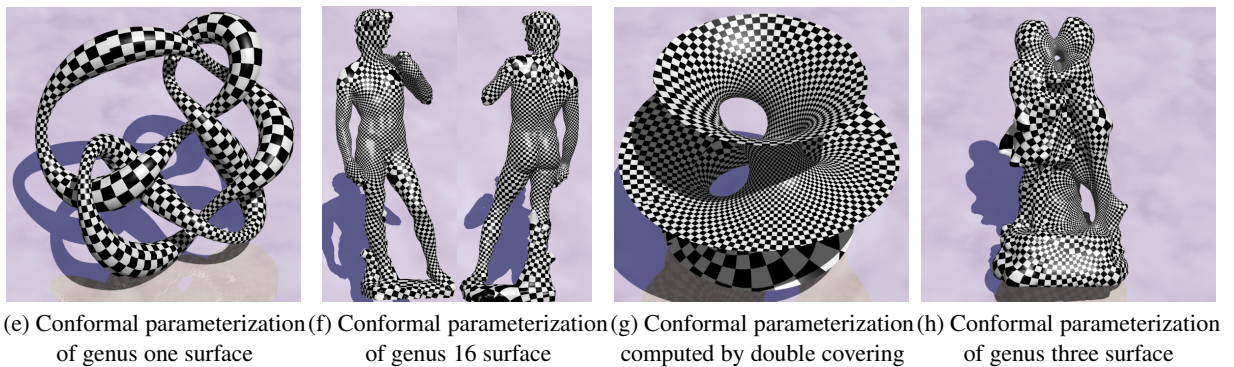 (e) Conformal parameterization
of genus one surface
(f) Conformal parameterization
of genus 16 surface
(g) Conformal parameterization
computed by double covering
(h) Conformal parameterization
of genus three surface